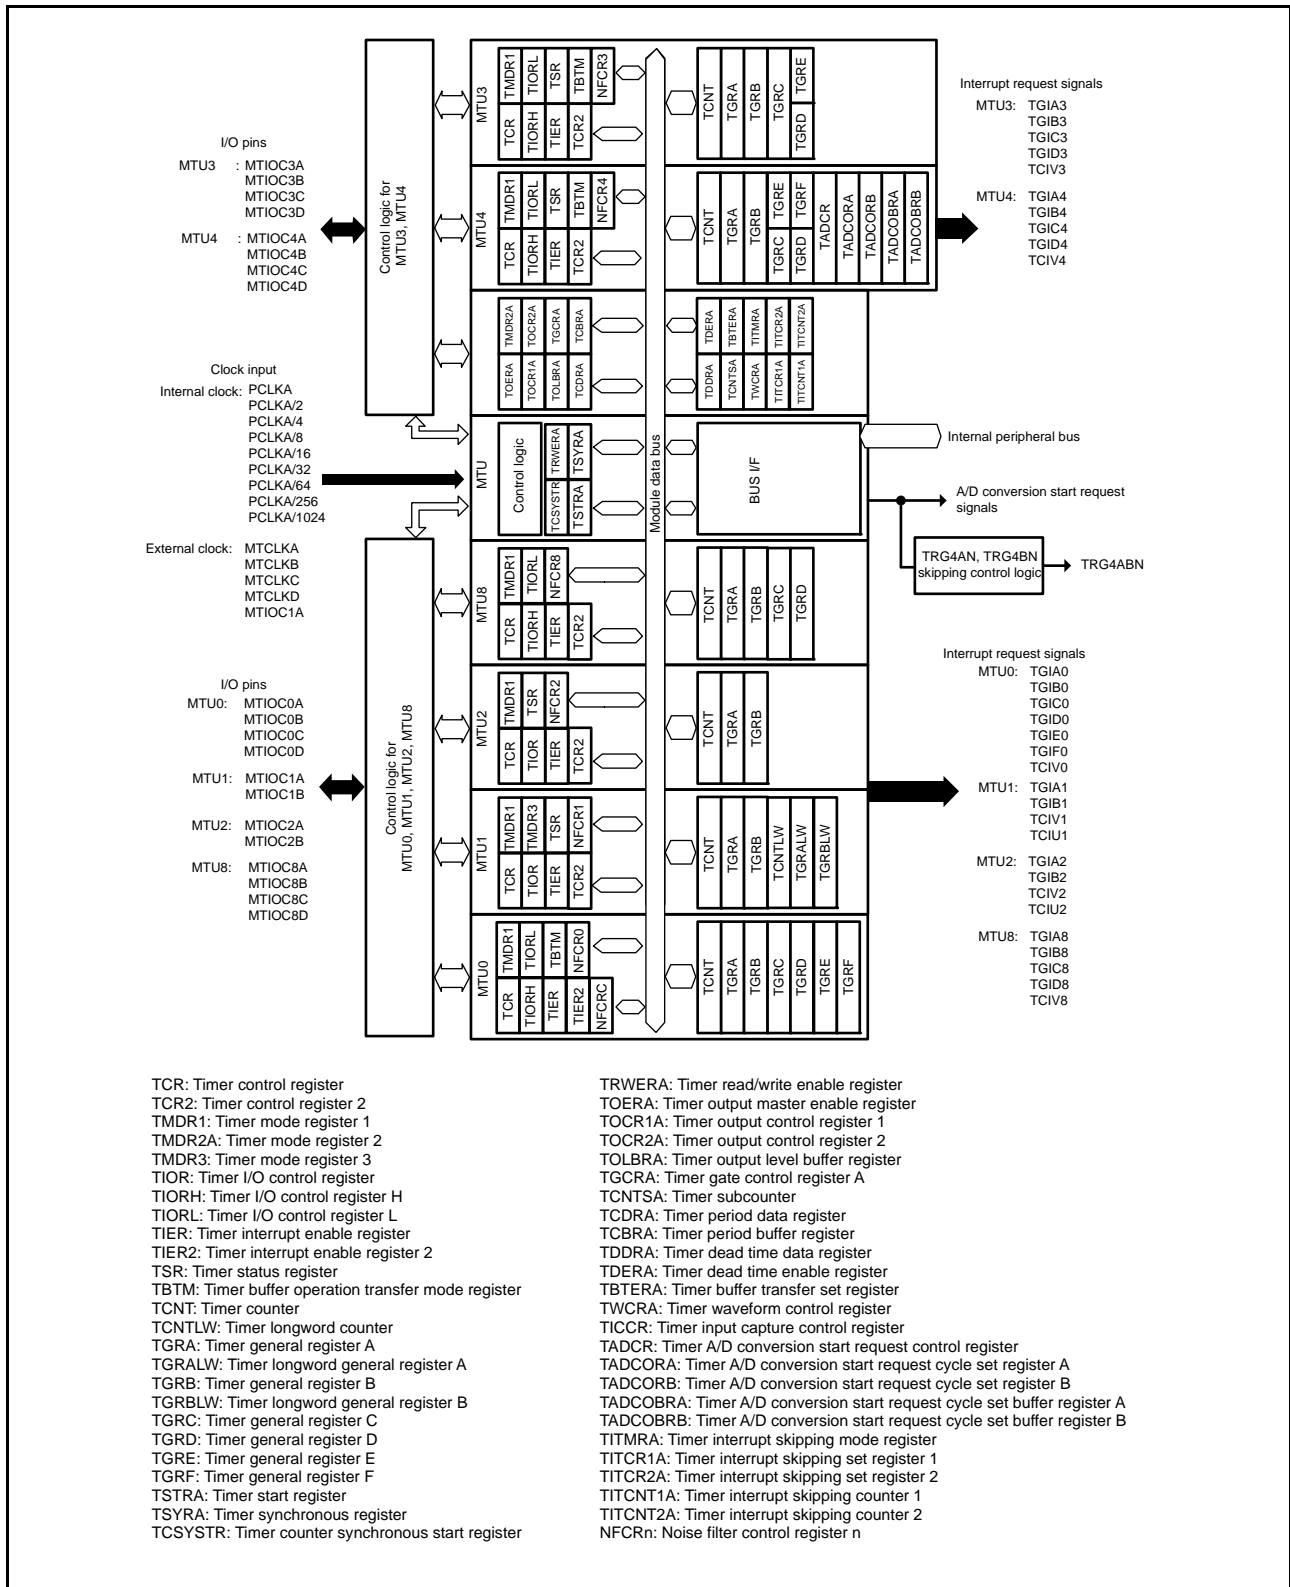 I/O pins
MTU3 : MTIOC3A
MTIOC3B
MTIOC3C
MTIOC3D
MTU4 : MTIOC4A
MTIOC4B
MTIOC4C
MTIOC4D
Clock input
Internal clock: PCLKA
PCLKA/2
PCLKA/4
PCLKA/8
PCLKA/16
PCLKA/32
PCLKA/64
PCLKA/256
PCLKA/1024
External clock: MTCLKA
MTCLKB
MTCLKC
MTCLKD
MTIOC1A
I/O pins
MTU0: MTIOC0A
MTIOC0B
MTIOC0C
MTIOC0D
MTU1: MTIOC1A
MTIOC1B
MTU2: MTIOC2A
MTIOC2B
MTU8: MTIOC8A
MTIOC8B
MTIOC8C
MTIOC8D
Control logic for
MTU3, MTU4
Control logic for
MTU0, MTU1, MTU2, MTU8
MTU3
TMDR1
TIORL
TSR
TBTM
NFCR3
TCR
TIORH
TIER
TCR2
TCNT
TGRA
TGRB
TGRC
TGRE
TGRD
MTU4
TMDR1
TIORL
TSR
TBTM
NFCR4
TCR
TIORH
TIER
TCR2
TCNT
TGRA
TGRB
TGRE
TGRF
TGRC
TGRD
TADCR
TADCORA
TADCORB
TADCOBRA
TADCOBRB
TMDR2A
TOCR2A
TGCRA
TCBRA
TOERA
TOCR1A
TOLBRA
TCDRA
TDERA
TBTERA
TITMRA
TITCR2A
TITCNT2A
TDDRA
TCNTSA
TWCRA
TITCR1A
TITCNT1A
MTU
Control logic
TRWERA
TSYRA
TCSYSTR
TSTRA
Module data bus
BUS I/F
MTU8
TMDR1
TIORL
NFCR8
TCR
TIORH
TIER
TCR2
TCNT
TGRA
TGRB
TGRC
TGRD
MTU2
TMDR1
TSR
NFCR2
TCR
TIOR
TIER
TCR2
TCNT
TGRA
TGRB
MTU1
TMDR1
TMDR3
TSR
NFCR1
TCR
TIOR
TIER
TCR2
TCNT
TGRA
TGRB
TCNTLW
TGRALW
TGRBLW
MTU0
TMDR1
TIORL
TBTM
NFCR0
TCR
TIORH
TIER
TIER2
NFCRC
TCNT
TGRA
TGRB
TGRC
TGRD
TGRE
TGRF
Interrupt request signals
MTU3: TGIA3
TGIB3
TGIC3
TGID3
TCIV3
MTU4: TGIA4
TGIB4
TGIC4
TGID4
TCIV4
Internal peripheral bus
A/D conversion start request
signals
TRG4AN, TRG4BN
skipping control logic
TRG4ABN
Interrupt request signals
MTU0: TGIA0
TGIB0
TGIC0
TGID0
TGIE0
TGIF0
TCIV0
MTU1: TGIA1
TGIB1
TCIV1
TCIU1
MTU2: TGIA2
TGIB2
TCIV2
TCIU2
MTU8: TGIA8
TGIB8
TGIC8
TGID8
TCIV8
TCR: Timer control register
TCR2: Timer control register 2
TMDR1: Timer mode register 1
TMDR2A: Timer mode register 2
TMDR3: Timer mode register 3
TIOR: Timer I/O control register
TIORH: Timer I/O control register H
TIORL: Timer I/O control register L
TIER: Timer interrupt enable register
TIER2: Timer interrupt enable register 2
TSR: Timer status register
TBTM: Timer buffer operation transfer mode register
TCNT: Timer counter
TCNTLW: Timer longword counter
TGRA: Timer general register A
TGRALW: Timer longword general register A
TGRB: Timer general register B
TGRBLW: Timer longword general register B
TGRC: Timer general register C
TGRD: Timer general register D
TGRE: Timer general register E
TGRF: Timer general register F
TSTRA: Timer start register
TSYRA: Timer synchronous register
TCSYSTR: Timer counter synchronous start register
TRWERA: Timer read/write enable register
TOERA: Timer output master enable register
TOCR1A: Timer output control register 1
TOCR2A: Timer output control register 2
TOLBRA: Timer output level buffer register
TGCRA: Timer gate control register A
TCNTSA: Timer subcounter
TCDRA: Timer period data register
TCBRA: Timer period buffer register
TDDRA: Timer dead time data register
TDERA: Timer dead time enable register
TBTERA: Timer buffer transfer set register
TWCRA: Timer waveform control register
TICCR: Timer input capture control register
TADCR: Timer A/D conversion start request control register
TADCORA: Timer A/D conversion start request cycle set register A
TADCORB: Timer A/D conversion start request cycle set register B
TADCOBRA: Timer A/D conversion start request cycle set buffer register A
TADCOBRB: Timer A/D conversion start request cycle set buffer register B
TITMRA: Timer interrupt skipping mode register
TITCR1A: Timer interrupt skipping set register 1
TITCR2A: Timer interrupt skipping set register 2
TITCNT1A: Timer interrupt skipping counter 1
TITCNT2A: Timer interrupt skipping counter 2
NFCRn: Noise filter control register n